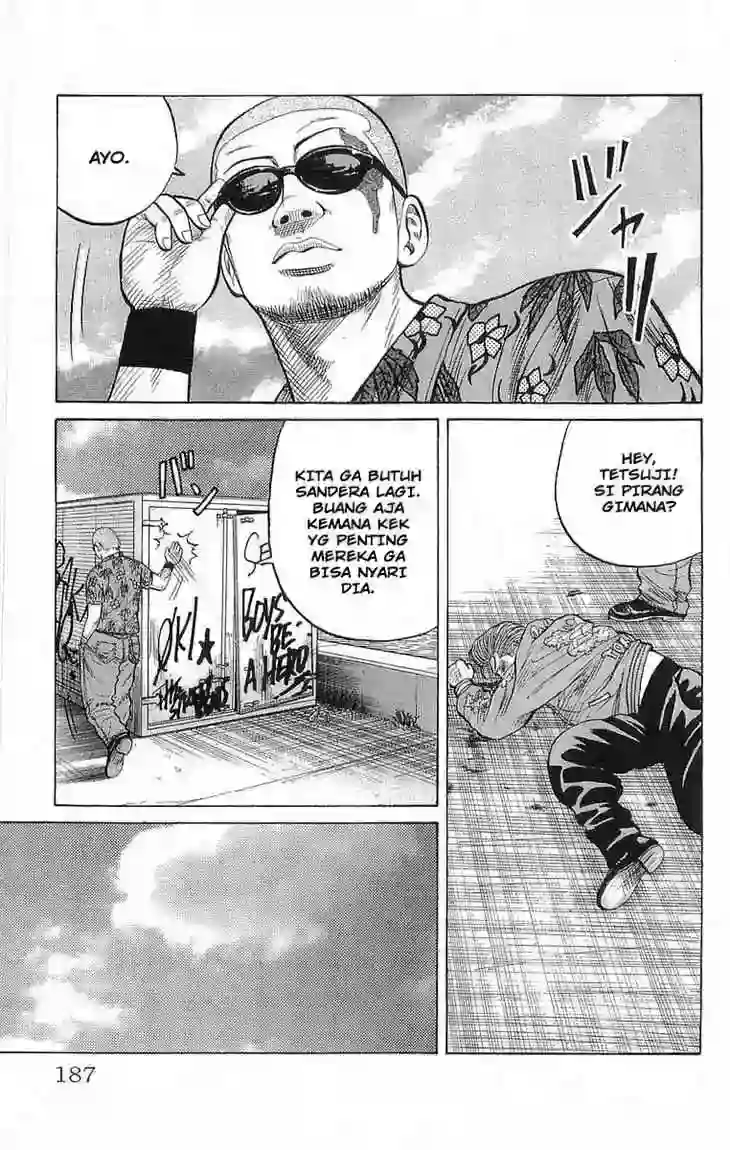 AYO.
ジャッ
HEY,
TETSUJI!
SI PIRANG
GIMANA?
KITA GA BUTUH
SANDERA LAGI.
BUANG AJA
KEMANA KEK
YG PENTING
MEREKA GA
BISA NYARI
DIA.
バン
BOYS
BE
A HERO
187